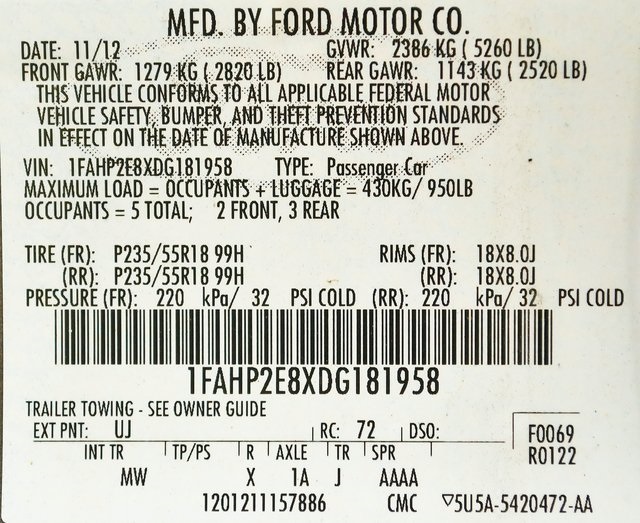 MFD. BY FORD MOTOR CO.
DATE: 11/12 GVWR: 2386 KG ( 5260 LB)
FRONT GAWR: 1279 KG ( 2820 LB) REAR GAWR: 1143 KG ( 2520 LB)
THIS VEHICLE CONFORMS TO ALL APPLICABLE FEDERAL MOTOR
VEHICLE SAFETY, BUMPER, AND THEFT PREVENTION STANDARDS
IN EFFECT ON THE DATE OF MANUFACTURE SHOWN ABOVE.
VIN: 1FAHP2E8XDG181958 TYPE: Passenger Car
MAXIMUM LOAD = OCCUPANTS + LUGGAGE = 430KG/ 950LB
OCCUPANTS = 5 TOTAL; 2 FRONT, 3 REAR
TIRE (FR): P235/55R18 99H RIMS (FR): 18X8.0J
(RR): P235/55R18 99H (RR): 18X8.0J
PRESSURE (FR): 220 kPa/ 32 PSI COLD (RR): 220 kPa/ 32 PSI COLD
1FAHP2E8XDG181958
TRAILER TOWING - SEE OWNER GUIDE
EXT PNT: UJ RC: 72 DSO: F0069
INT TR TP/PS R AXLE TR SPR R0122
MW X 1A J AAAA
1201211157886 CMC ▽5U5A-5420472-AA